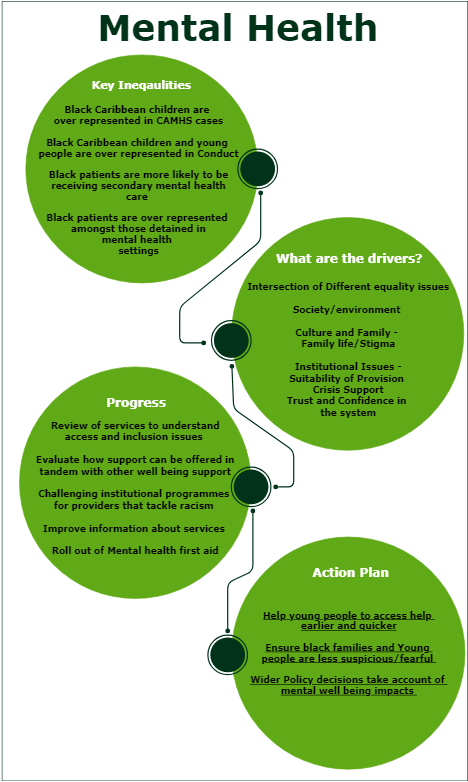 Mental Health
Key Ineqaulities
Black Caribbean children are
over represented in CAMHS cases
Black Caribbean children and young
people are over represented in Conduct
Black patients are more likely to be
receiving secondary mental health
care
Black patients are over represented
amongst those detained in
mental health
settings
What are the drivers?
Intersection of Different equality issues
Society/environment
Culture and Family -
Family life/Stigma
Institutional Issues -
Suitability of Provision
Crisis Support
Trust and Confidence in
the system
Progress
Review of services to understand
access and inclusion issues
Evaluate how support can be offered in
tandem with other well being support
Challenging institutional programmes
for providers that tackle racism
Improve information about services
Roll out of Mental health first aid
Action Plan
Help young people to access help
earlier and quicker
Ensure black families and Young
people are less suspicious/fearful
Wider Policy decisions take account of
mental well being impacts